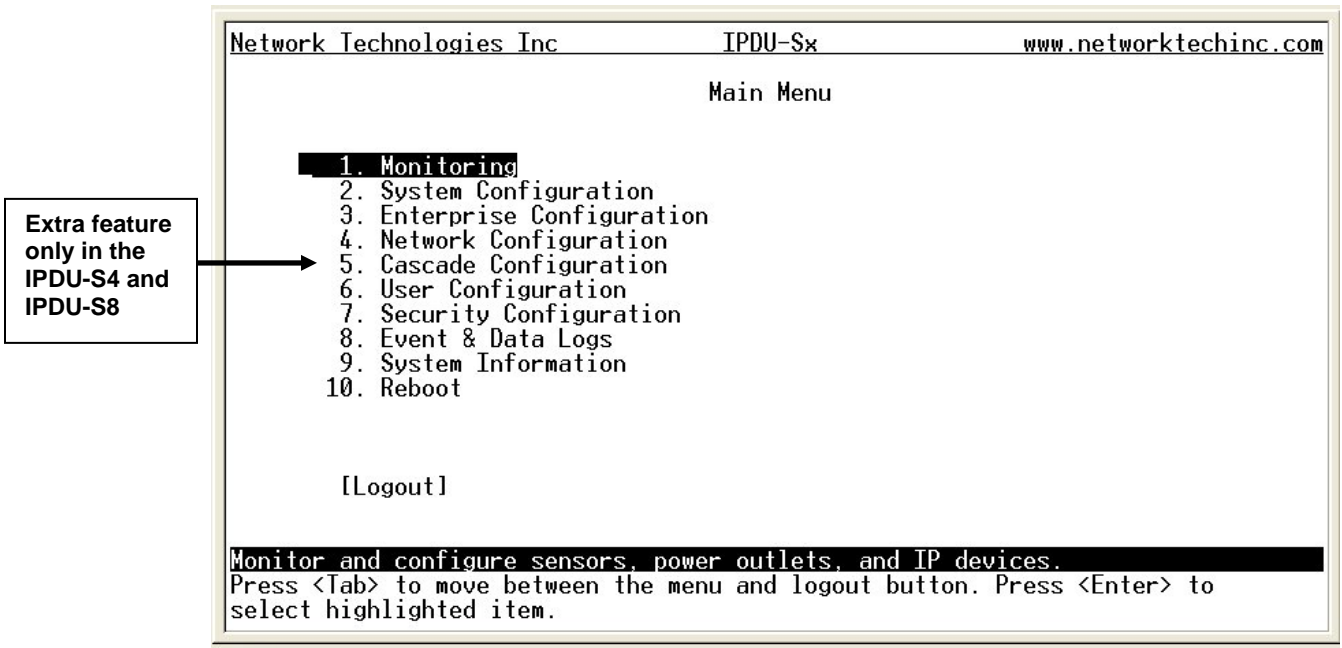 Network Technologies Inc IPDU-Sx www.networktechinc.com
Main Menu
1. Monitoring
2. System Configuration
3. Enterprise Configuration
4. Network Configuration
5. Cascade Configuration
6. User Configuration
7. Security Configuration
8. Event & Data Logs
9. System Information
10. Reboot
Extra feature
only in the
IPDU-S4 and
IPDU-S8
[Logout]
Monitor and configure sensors, power outlets, and IP devices.
Press <Tab> to move between the menu and logout button. Press <Enter> to
select highlighted item.